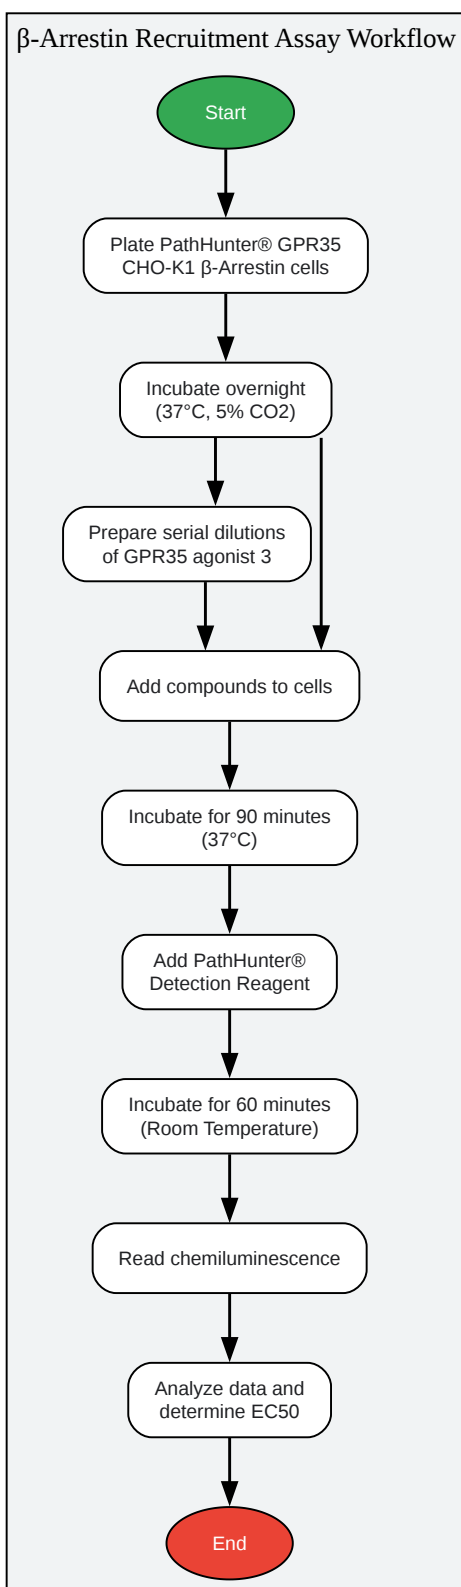 β-Arrestin Recruitment Assay Workflow
Start
Plate PathHunter® GPR35
CHO-K1 β-Arrestin cells
Incubate overnight
(37°C, 5% CO2)
Prepare serial dilutions
of GPR35 agonist 3
Add compounds to cells
Incubate for 90 minutes
(37°C)
Add PathHunter®
Detection Reagent
Incubate for 60 minutes
(Room Temperature)
Read chemiluminescence
Analyze data and
determine EC50
End